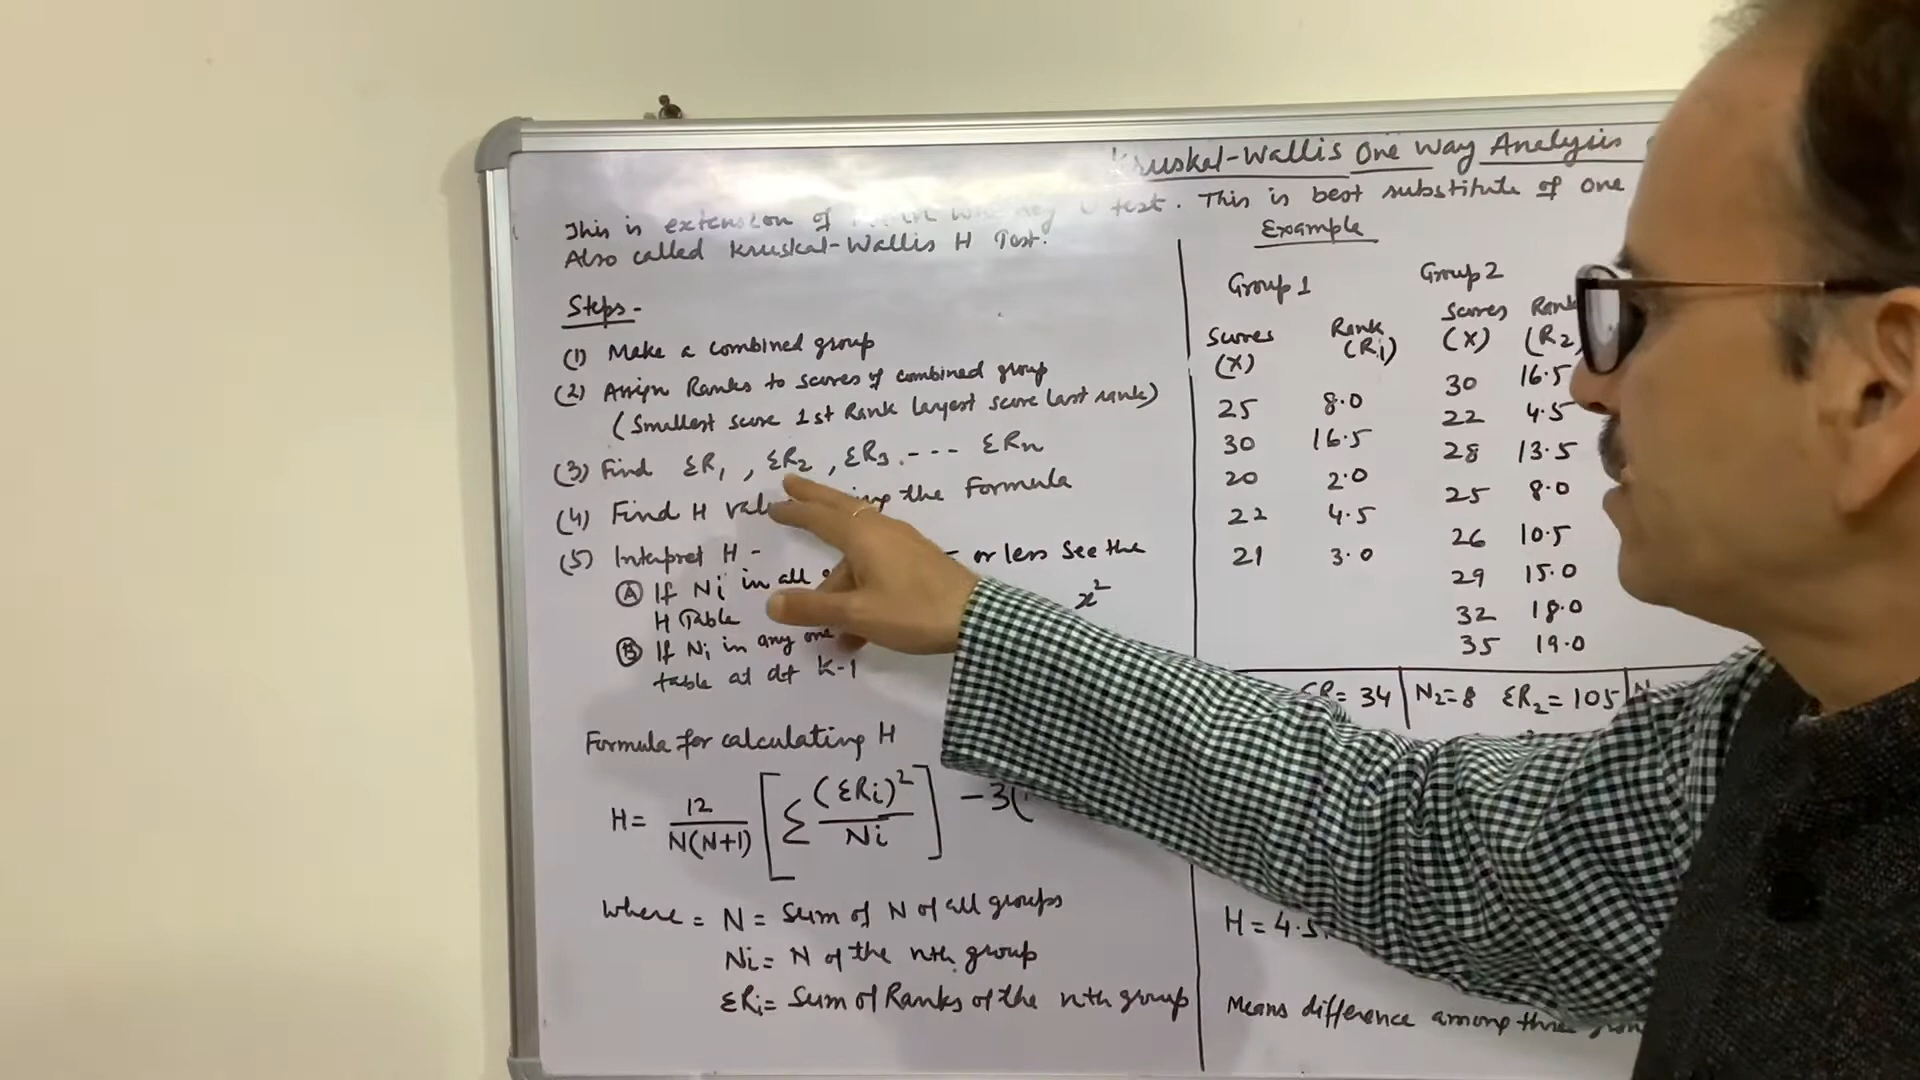 Kruskal-Wallis One Way Analysis
This is extension of U test. This is best substitute of One
Also called Kruskal-Wallis H Test.
Steps-
(1) Make a combined group
(2) Assign Ranks to scores of combined group
(Smallest score 1st Rank largest score last rank)
(3) Find ΣR1, ΣR2, ΣR3 .--- ΣRn
(4) Find H the Formula
(5) Interpret H-
(A) If Ni in all or less See the
H Table
x²
(B) If Ni in any one
table at df K-1
Formula for calculating H
H= 12/N(N+1) [Σ (ΣRi)²/Ni] -3(
Where = N = Sum of N of all groups
Ni= N of the nth group
ΣRi= Sum of Ranks of the nth group
Example
Group 1
Scores (X) Rank (R1)
25 8.0
30 16.5
20 2.0
22 4.5
21 3.0
Group 2
Scores (X) Rank (R2)
30 16.5
22 4.5
28 13.5
25 8.0
26 10.5
29 15.0
32 18.0
35 19.0
= 34 N2=8 ΣR2=105
H = 4.5
Means difference among three